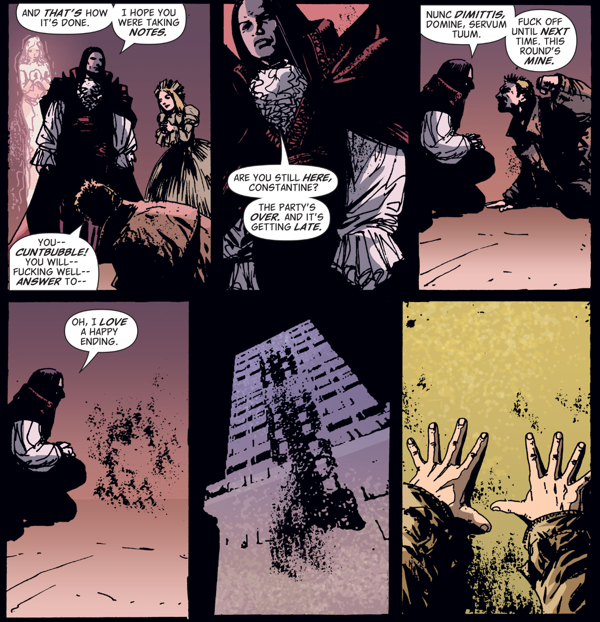 AND THAT'S HOW
IT'S DONE.
I HOPE YOU
WERE TAKING
NOTES.
YOU--
CUNTBUBBLE!
YOU WILL--
FUCKING WELL--
ANSWER TO--
ARE YOU STILL HERE,
CONSTANTINE?
THE PARTY'S
OVER. AND IT'S
GETTING LATE.
NUNC DIMITTIS,
DOMINE, SERVUM
TUUM.
FUCK OFF
UNTIL NEXT
TIME. THIS
ROUND'S
MINE.
OH, I LOVE
A HAPPY
ENDING.